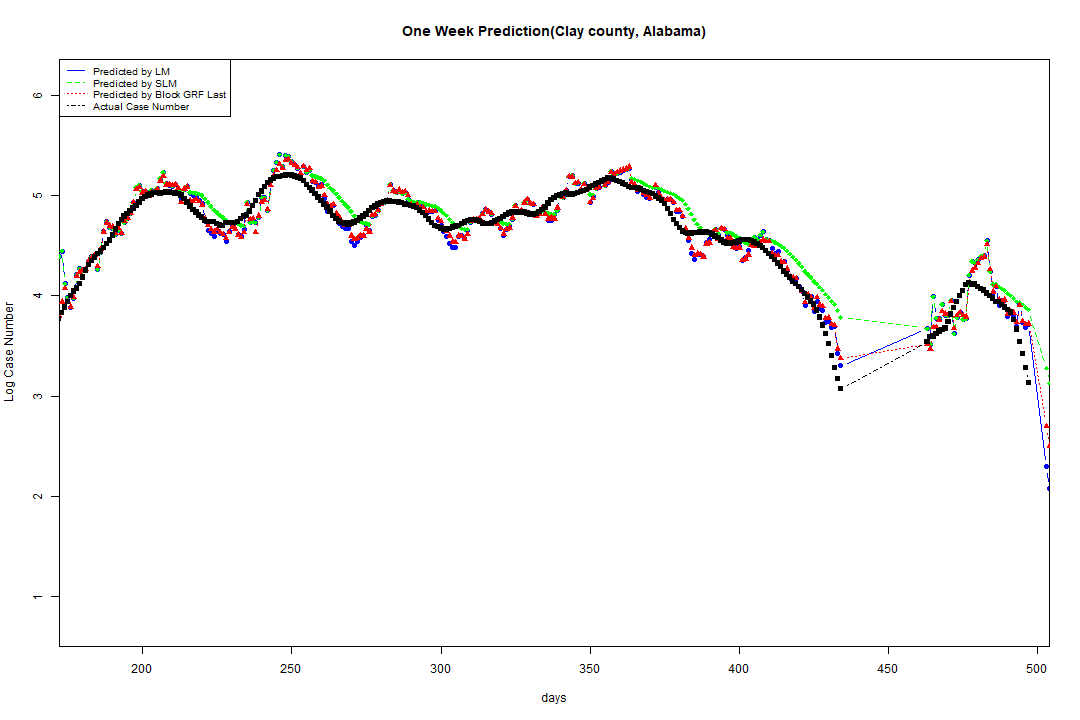 One Week Prediction(Clay county, Alabama)
Predicted by LM
Predicted by SLM
Predicted by Block GRF Last
Actual Case Number
6
5
4
3
2
1
Log Case Number
200 250 300 350 400 450 500
days